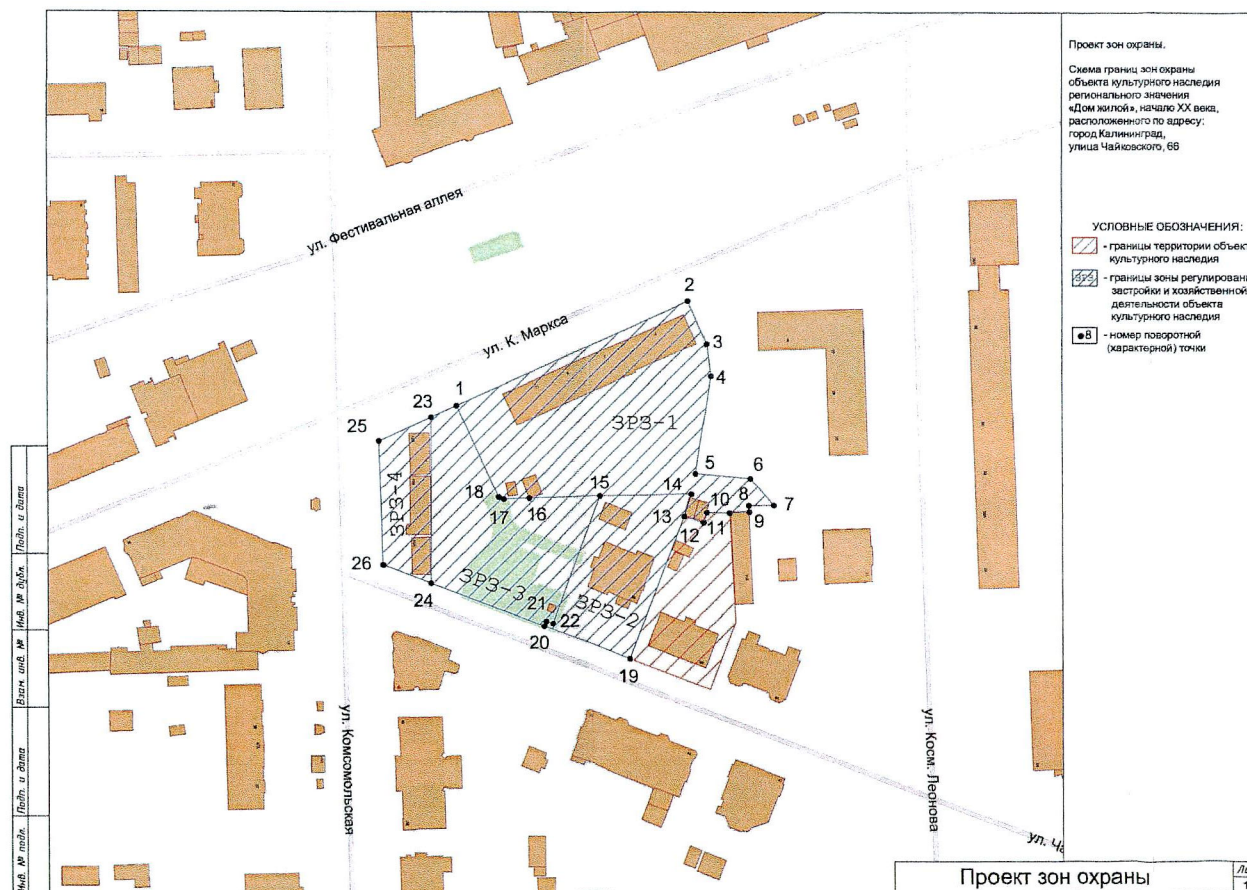 Проект зон охраны.
Схема границ зон охраны
объекта культурного наследия
регионального значения
«Дом жилой», начало XX века,
расположенного по адресу:
город Калининград,
улица Чайковского, 66
УСЛОВНЫЕ ОБОЗНАЧЕНИЯ:
- границы территории объект
культурного наследия
ЗРЗ
- границы зоны регулирован
застройки и хозяйственной
деятельности объекта
культурного наследия
8
- номер поворотной
(характерной) точки
ул. Фестивальная аллея
ул. К. Маркса
ул. Комсомольская
ул. Косм. Леонова
ул. Ча
ЗРЗ-1
ЗРЗ-2
ЗРЗ-3
ЗРЗ-4
1
2
3
4
5
6
7
8
9
10
11
12
13
14
15
16
17
18
19
20
21
22
23
24
25
26
Подп. и дата
Инв. № дубл.
Взам. инв. №
Подп. и дата
Инв. № подл.
Проект зон охраны